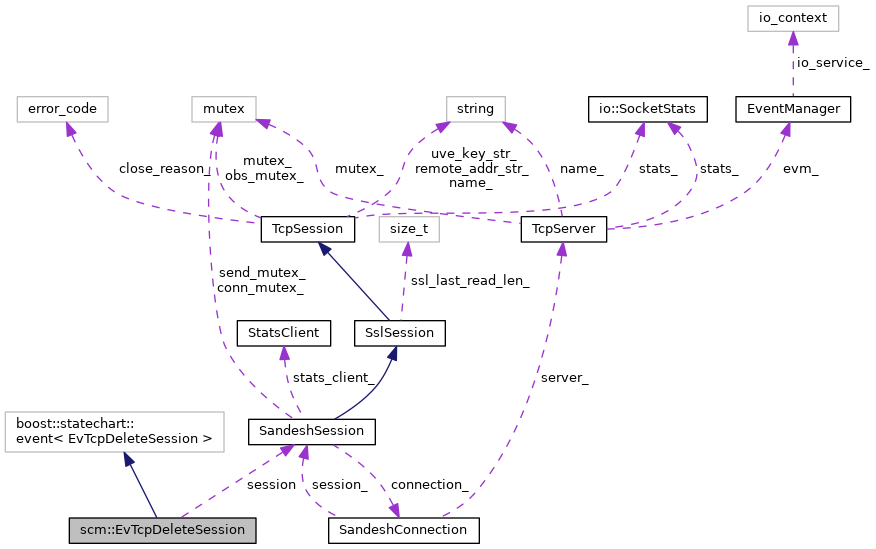 io_context
io_service_
error_code
mutex
string
io::SocketStats
EventManager
close_reason_
mutex_
obs_mutex_
mutex_
uve_key_str_
remote_addr_str_
name_
name_
stats_
stats_
evm_
TcpSession
size_t
TcpServer
send_mutex_
conn_mutex_
ssl_last_read_len_
StatsClient
SslSession
stats_client_
server_
boost::statechart::
event< EvTcpDeleteSession >
SandeshSession
session
session_
connection_
scm::EvTcpDeleteSession
SandeshConnection